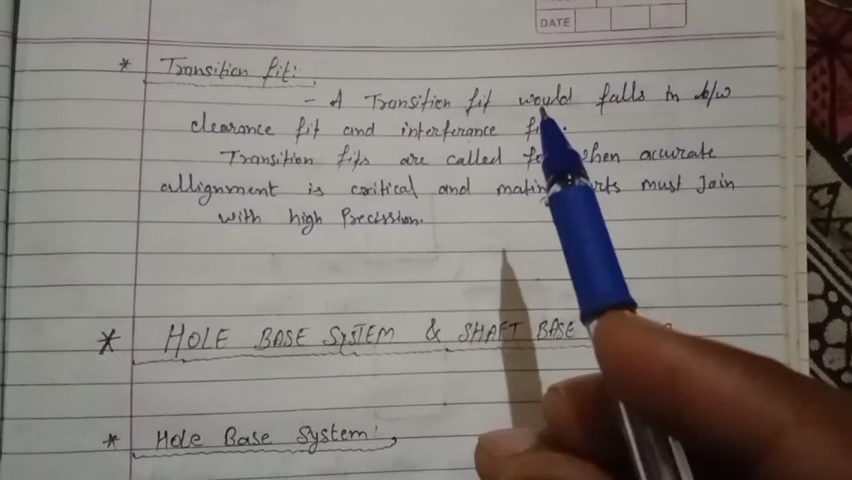 DATE
* Transition fit:
- A Transition fit would falls in b/w
clearance fit and interferance
Transition fits are called when accurate
allignment is critical and mating must Join
with high Precission.
* HOLE BASE SYSTEM & SHAFT BASE
* Hole Base System: